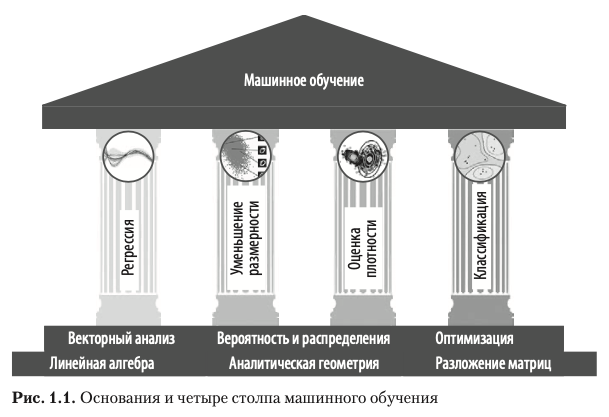 Машинное обучение
Регрессия
Уменьшение
размерности
Оценка
плотности
Классификация
Векторный анализ Вероятность и распределения Оптимизация
Линейная алгебра Аналитическая геометрия Разложение матриц
Рис. 1.1. Основания и четыре столпа машинного обучения